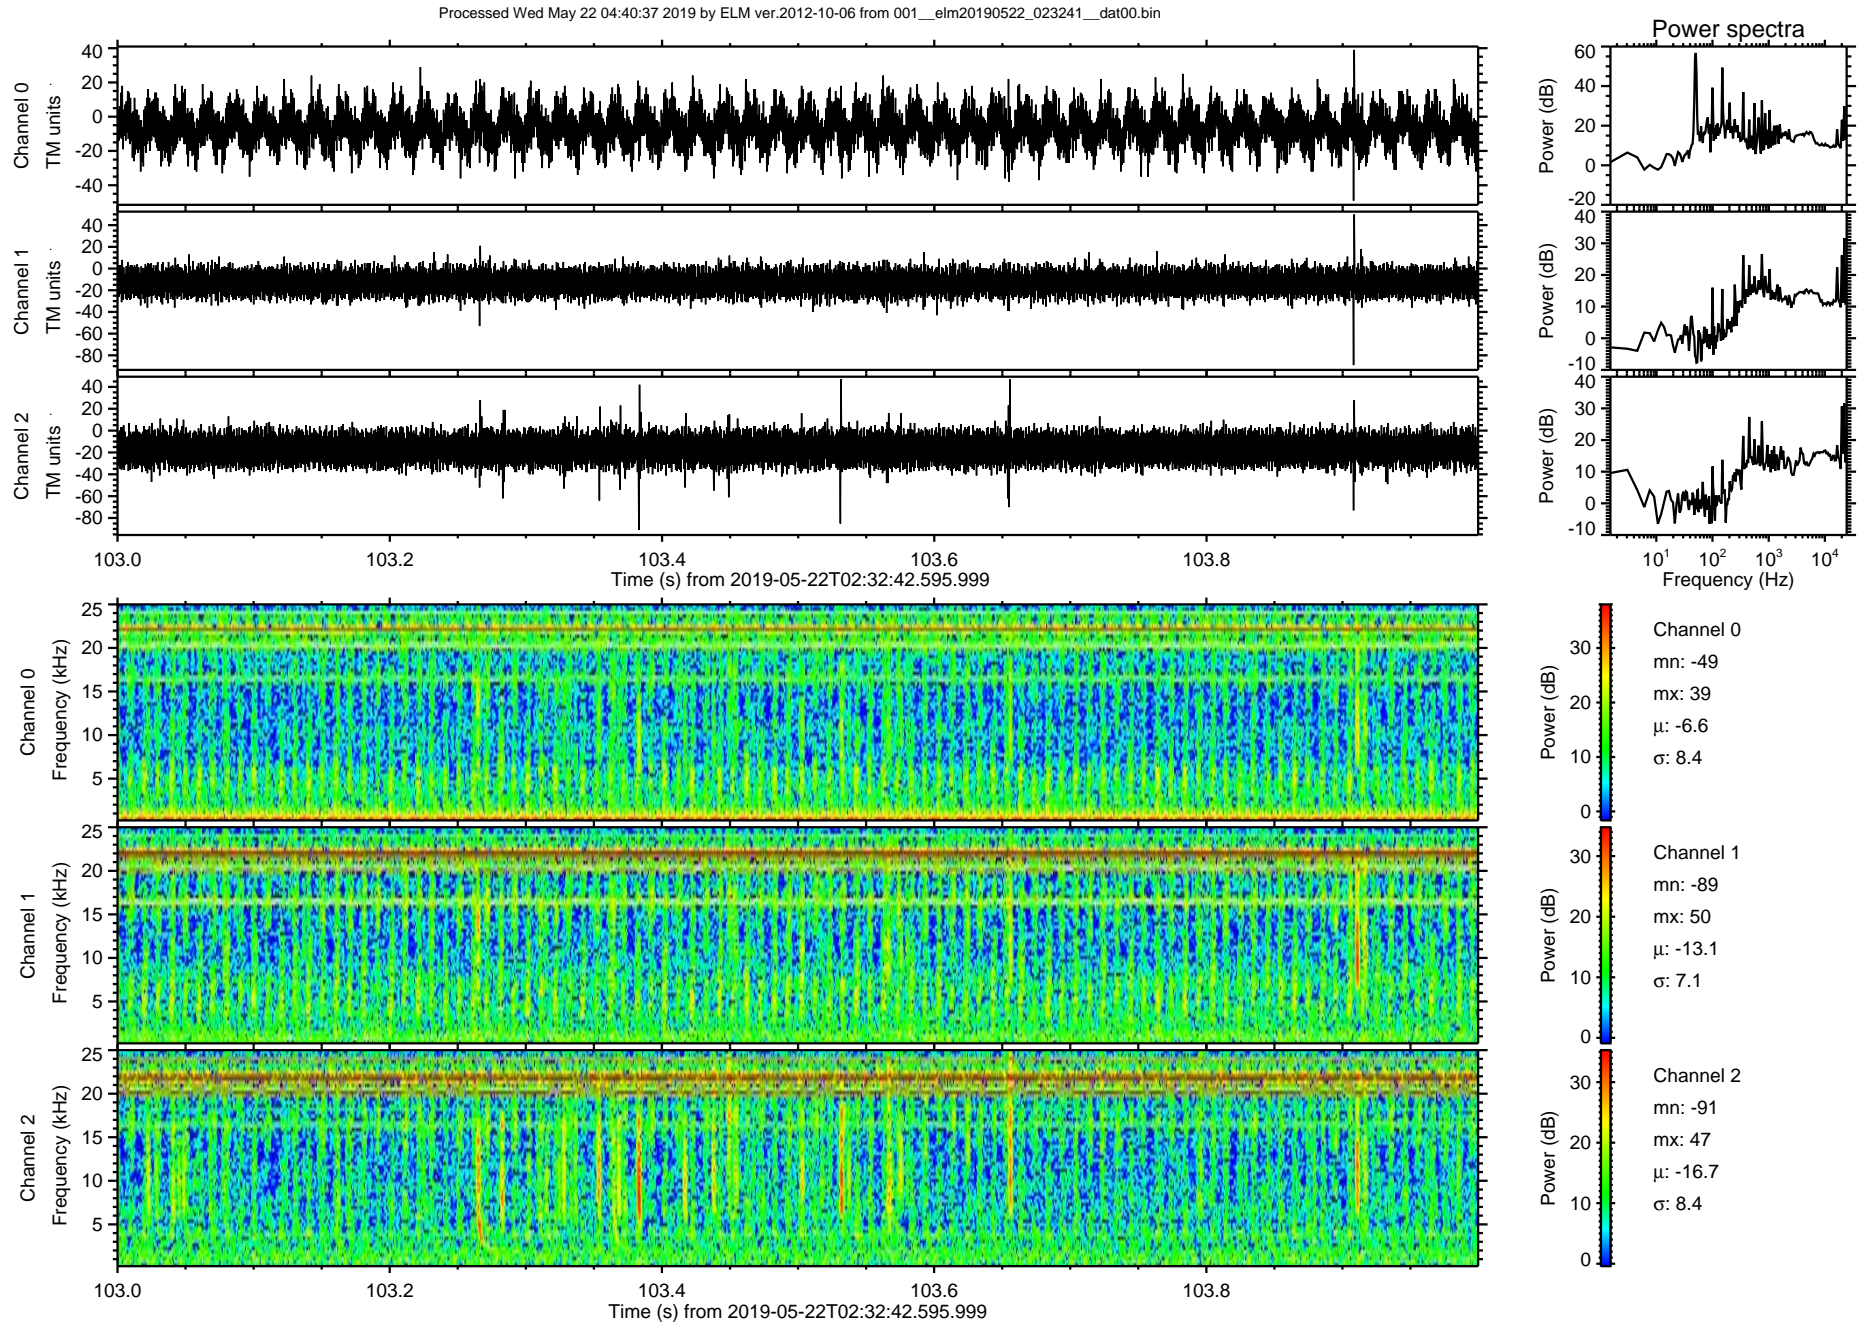 Processed Wed May 22 04:40:37 2019 by ELM ver.2012-10-06 from 001__elm20190522_023241__dat00.bin
Power spectra
Channel 0
TM units
40
20
0
-20
-40
Power (dB)
60
40
20
0
-20
Channel 1
TM units
40
20
0
-20
-40
-60
-80
Power (dB)
40
30
20
10
0
-10
Channel 2
TM units
40
20
0
-20
-40
-60
-80
Power (dB)
40
30
20
10
0
-10
103.0 103.2 103.4 103.6 103.8
Time (s) from 2019-05-22T02:32:42.595.999
10^1 10^2 10^3 10^4
Frequency (Hz)
Channel 0
Frequency (kHz)
25
20
15
10
5
Power (dB)
30
20
10
0
Channel 0
mn: -49
mx: 39
μ: -6.6
σ: 8.4
Channel 1
Frequency (kHz)
25
20
15
10
5
Power (dB)
30
20
10
0
Channel 1
mn: -89
mx: 50
μ: -13.1
σ: 7.1
Channel 2
Frequency (kHz)
25
20
15
10
5
Power (dB)
30
20
10
0
Channel 2
mn: -91
mx: 47
μ: -16.7
σ: 8.4
103.0 103.2 103.4 103.6 103.8
Time (s) from 2019-05-22T02:32:42.595.999